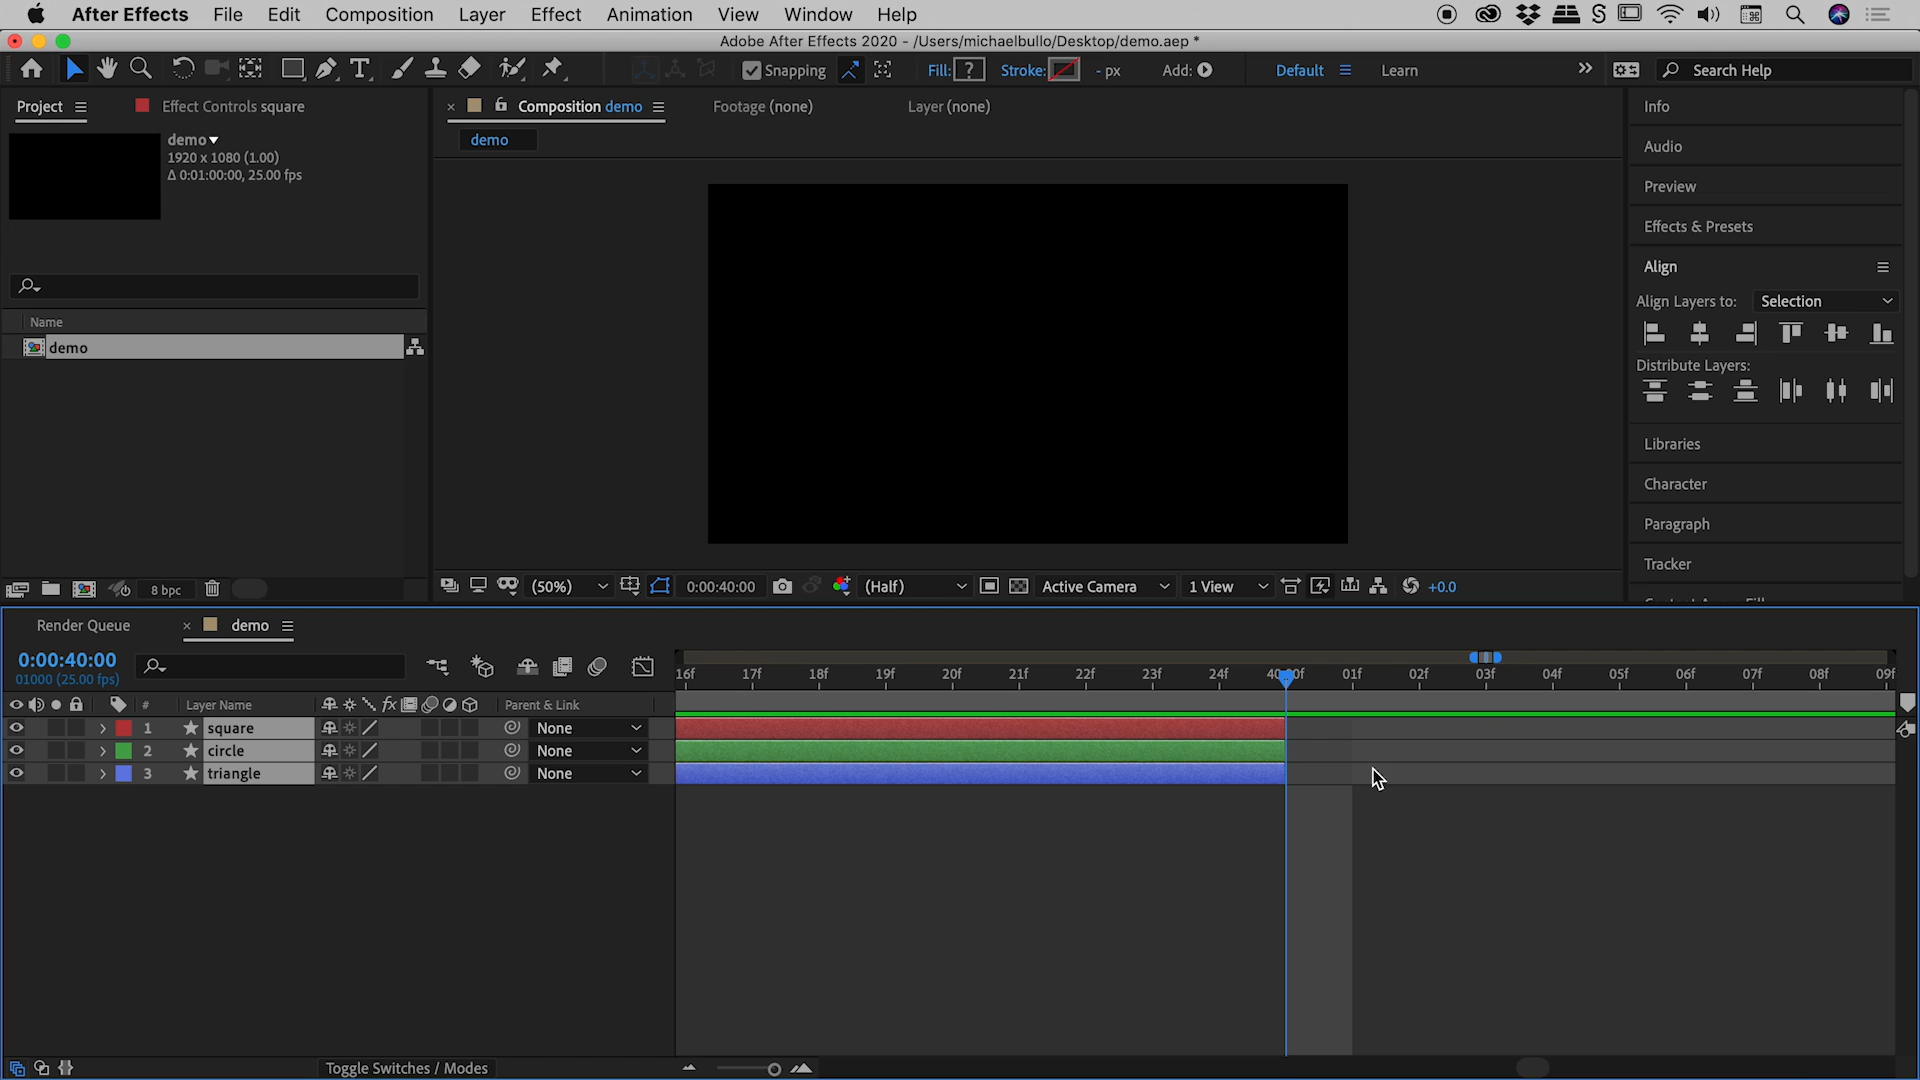 After Effects File Edit Composition Layer Effect Animation View Window Help
Adobe After Effects 2020 - /Users/michaelbullo/Desktop/demo.aep *
Snapping Fill: ? Stroke: - px Add: Default Learn Search Help
Project Effect Controls square Composition demo Footage (none) Layer (none) Info
demo
1920 x 1080 (1.00)
Δ 0:01:00:00, 25.00 fps
demo
Audio
Preview
Effects & Presets
Align
Align Layers to: Selection
Distribute Layers:
Libraries
Character
Paragraph
Tracker
Name
demo
8 bpc
(50%) 0:00:40:00 (Half) Active Camera 1 View +0.0
Render Queue demo
0:00:40:00
01000 (25.00 fps)
16f 17f 18f 19f 20f 21f 22f 23f 24f 01f 02f 03f 04f 05f 06f 07f 08f 09f
# Layer Name fx Parent & Link
1 square None
2 circle None
3 triangle None
Toggle Switches / Modes